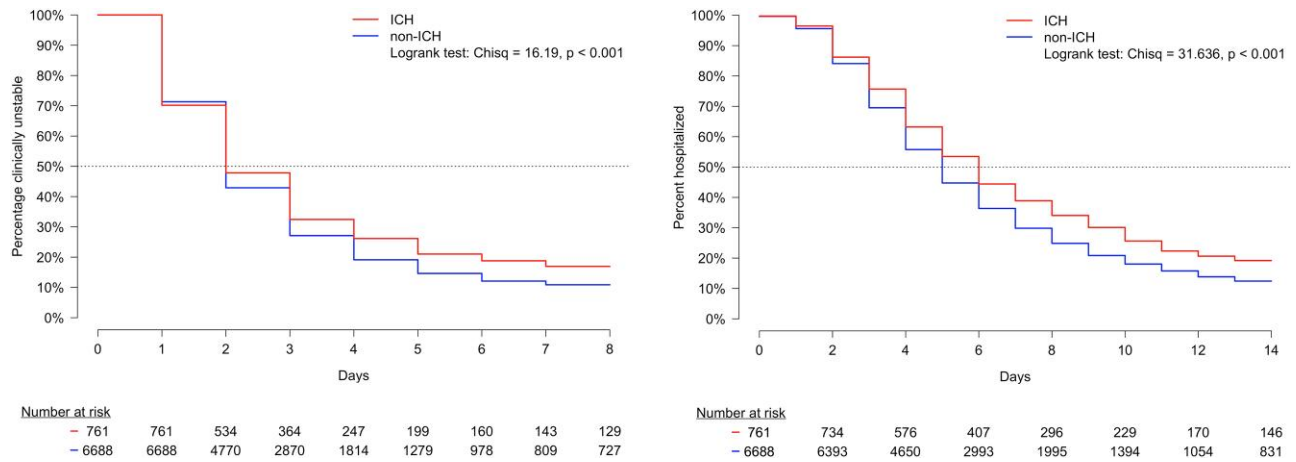 ICH
non-ICH
Logrank test: Chisq = 16.19, p < 0.001
Percentage clinically unstable
100%
90%
80%
70%
60%
50%
40%
30%
20%
10%
0%
0 1 2 3 4 5 6 7 8
Days
Number at risk
761 761 534 364 247 199 160 143 129
6688 6688 4770 2870 1814 1279 978 809 727
ICH
non-ICH
Logrank test: Chisq = 31.636, p < 0.001
Percent hospitalized
100%
90%
80%
70%
60%
50%
40%
30%
20%
10%
0%
0 2 4 6 8 10 12 14
Days
Number at risk
761 734 576 407 296 229 170 146
6688 6393 4650 2993 1995 1394 1054 831